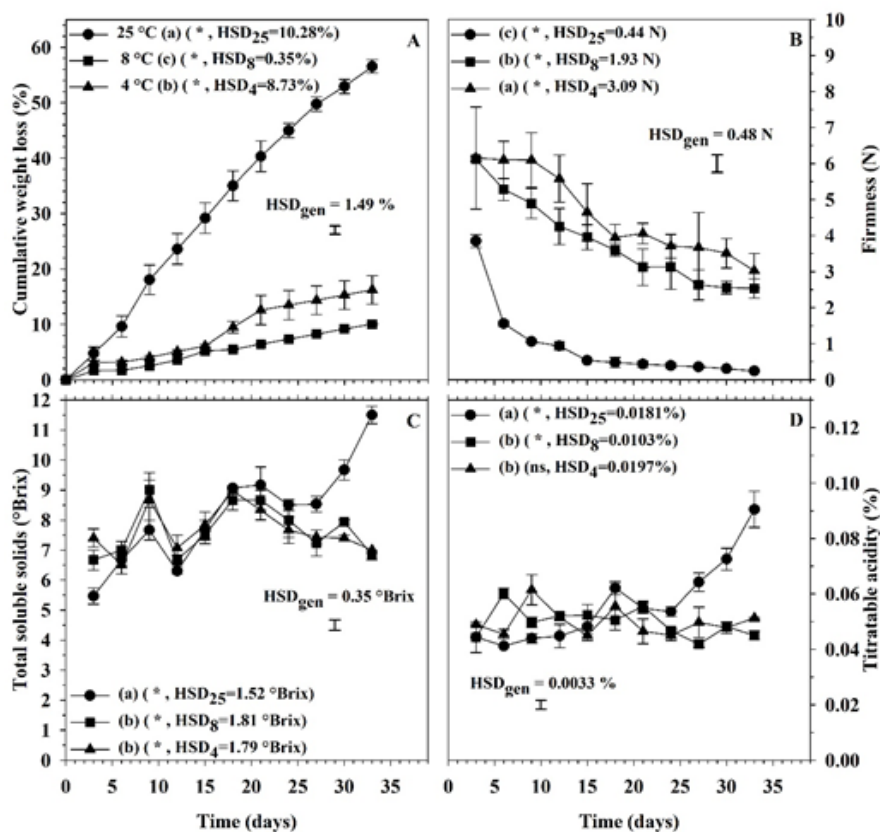 25 °C (a) ( * , HSD25=10.28%)
8 °C (c) ( * , HSD8=0.35%)
4 °C (b) ( * , HSD4=8.73%)
A
HSDgen = 1.49 %
Cumulative weight loss (%)
60
50
40
30
20
10
0
(c) ( * , HSD25=0.44 N)
(b) ( * , HSD8=1.93 N)
(a) ( * , HSD4=3.09 N)
B
HSDgen = 0.48 N
Firmness (N)
10
9
8
7
6
5
4
3
2
1
0
C
HSDgen = 0.35 °Brix
(a) ( * , HSD25=1.52 °Brix)
(b) ( * , HSD8=1.81 °Brix)
(b) ( * , HSD4=1.79 °Brix)
Total soluble solids (°Brix)
12
11
10
9
8
7
6
5
4
3
2
1
0
0 5 10 15 20 25 30 35
Time (days)
(a) ( * , HSD25=0.0181%)
(b) ( * , HSD8=0.0103%)
(b) (ns, HSD4=0.0197%)
D
HSDgen = 0.0033 %
Titratable acidity (%)
0.12
0.10
0.08
0.06
0.04
0.02
0.00
0 5 10 15 20 25 30 35
Time (days)